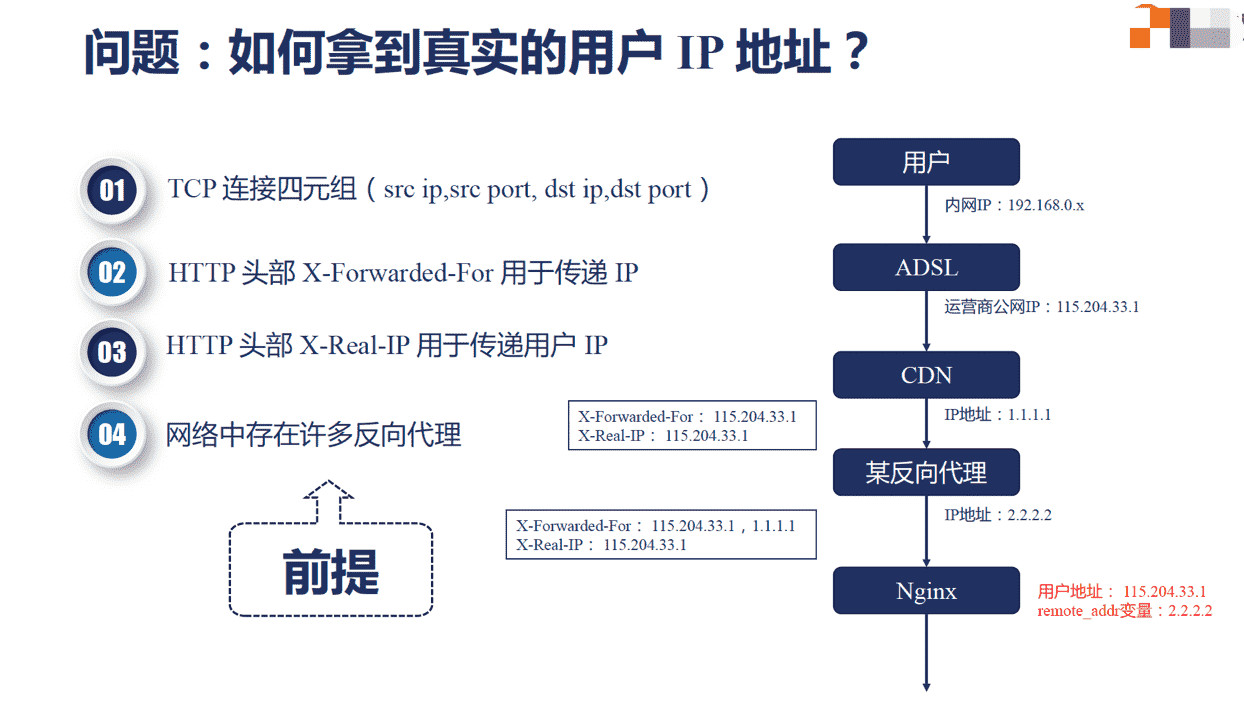 问题：如何拿到真实的用户 IP 地址？
01 TCP 连接四元组（src ip,src port, dst ip,dst port）
02 HTTP 头部 X-Forwarded-For 用于传递 IP
03 HTTP 头部 X-Real-IP 用于传递用户 IP
04 网络中存在许多反向代理
前提
用户
内网IP：192.168.0.x
ADSL
运营商公网IP：115.204.33.1
CDN
IP地址：1.1.1.1
X-Forwarded-For： 115.204.33.1
X-Real-IP： 115.204.33.1
某反向代理
IP地址：2.2.2.2
X-Forwarded-For： 115.204.33.1，1.1.1.1
X-Real-IP： 115.204.33.1
Nginx
用户地址： 115.204.33.1
remote_addr变量：2.2.2.2